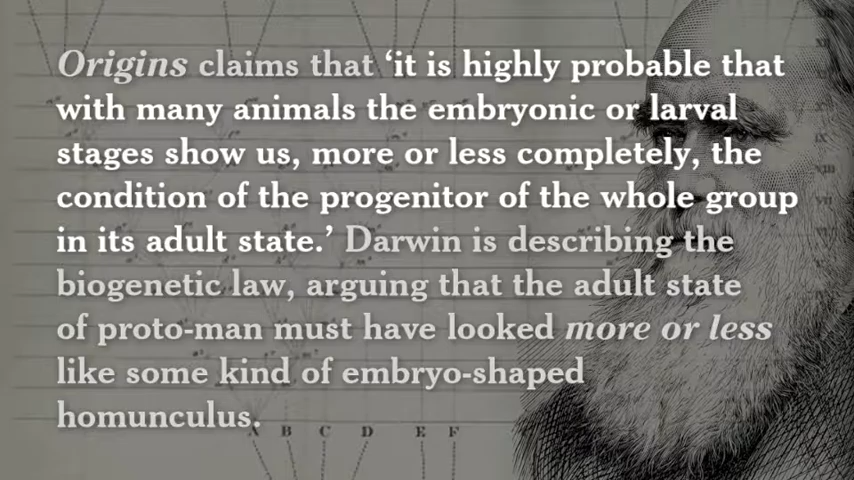 Origins claims that ‘it is highly probable that
with many animals the embryonic or larval
stages show us, more or less completely, the
condition of the progenitor of the whole group
in its adult state.’ Darwin is describing the
biogenetic law, arguing that the adult state
of proto-man must have looked more or less
like some kind of embryo-shaped
homunculus.
A B C D E F